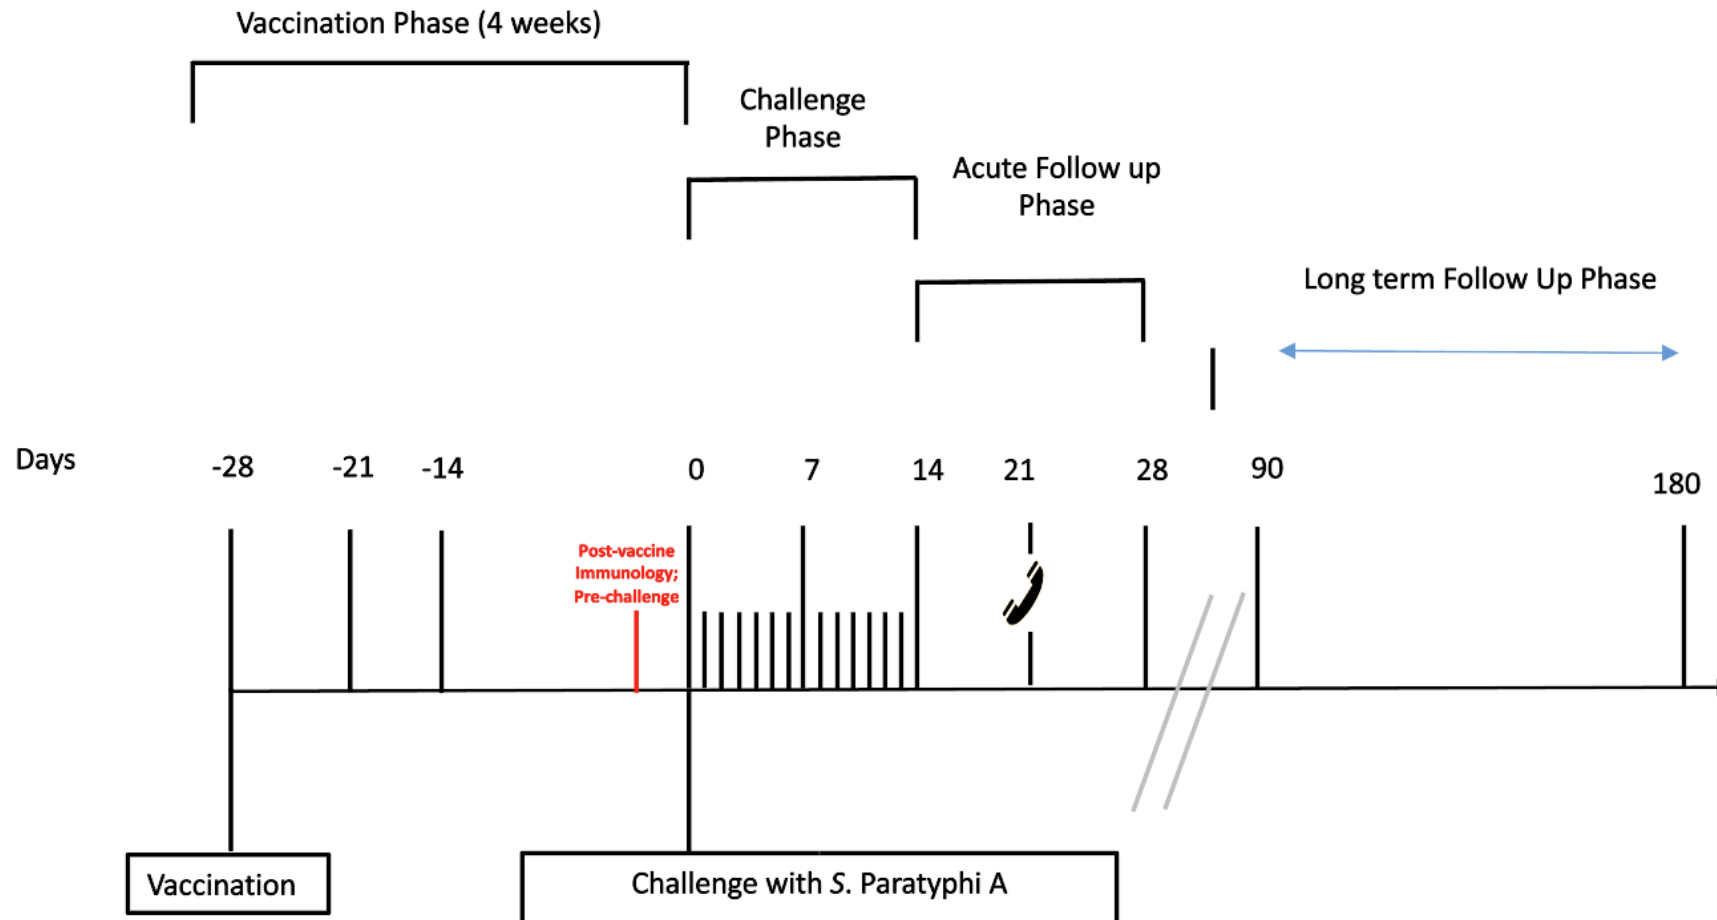 Vaccination Phase (4 weeks)
Challenge
Phase
Acute Follow up
Phase
Long term Follow Up Phase
Days
-28
-21
-14
0
7
14
21
28
90
180
Post-vaccine
Immunology;
Pre-challenge
Vaccination
Challenge with S. Paratyphi A